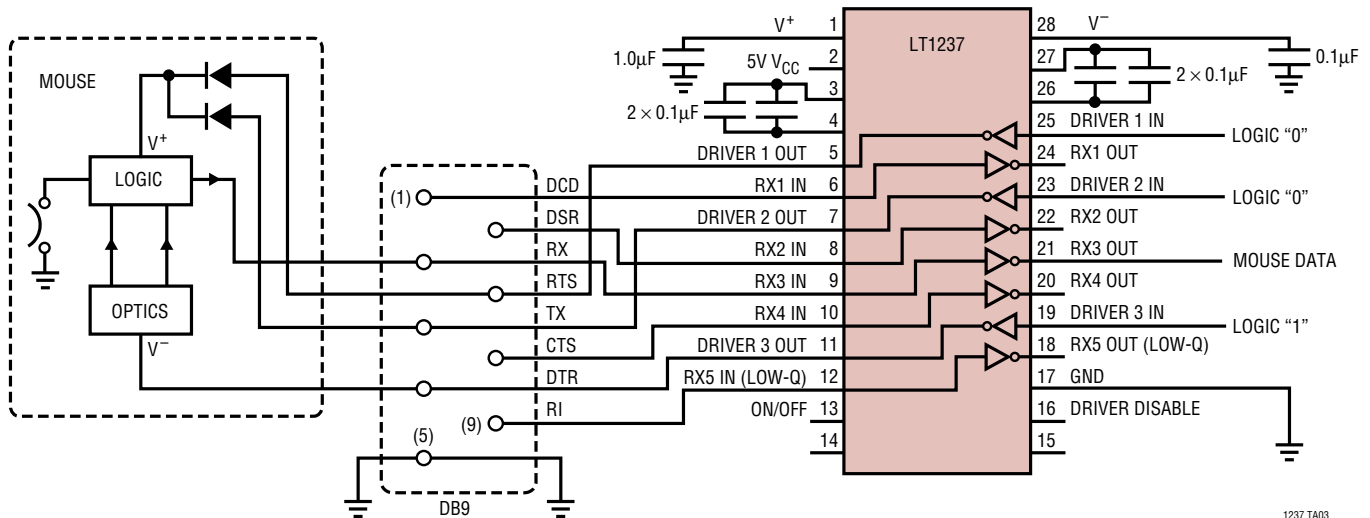 MOUSE
V+
LOGIC
OPTICS
V−
(1)
DCD
DSR
RX
RTS
TX
CTS
DTR
RI
(9)
(5)
DB9
LT1237
V+
1
1.0µF
5V VCC
2
3
2 × 0.1µF
4
DRIVER 1 OUT
5
RX1 IN
6
DRIVER 2 OUT
7
RX2 IN
8
RX3 IN
9
RX4 IN
10
DRIVER 3 OUT
11
RX5 IN (LOW-Q)
12
ON/OFF
13
14
28
V−
0.1µF
27
2 × 0.1µF
26
25
DRIVER 1 IN
LOGIC “0”
24
RX1 OUT
23
DRIVER 2 IN
LOGIC “0”
22
RX2 OUT
21
RX3 OUT
MOUSE DATA
20
RX4 OUT
19
DRIVER 3 IN
LOGIC “1”
18
RX5 OUT (LOW-Q)
17
GND
16
DRIVER DISABLE
15
1237 TA03